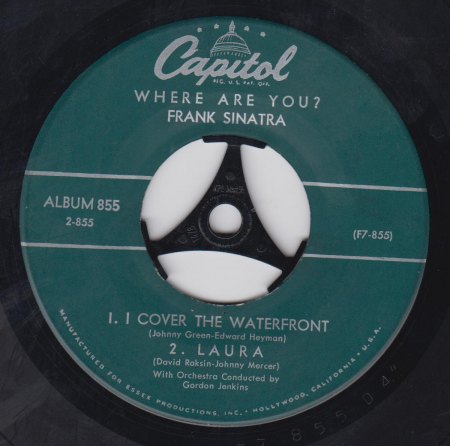 Capitol
REG. U.S. PAT. OFF.
WHERE ARE YOU?
FRANK SINATRA
ALBUM 855
2-855
(F7-855)
1. I COVER THE WATERFRONT
(Johnny Green-Edward Heyman)
2. LAURA
(David Raksin-Johnny Mercer)
With Orchestra Conducted by
Gordon Jenkins
MANUFACTURED FOR ESSEX PRODUCTIONS, INC. • HOLLYWOOD, CALIFORNIA • U.S.A.